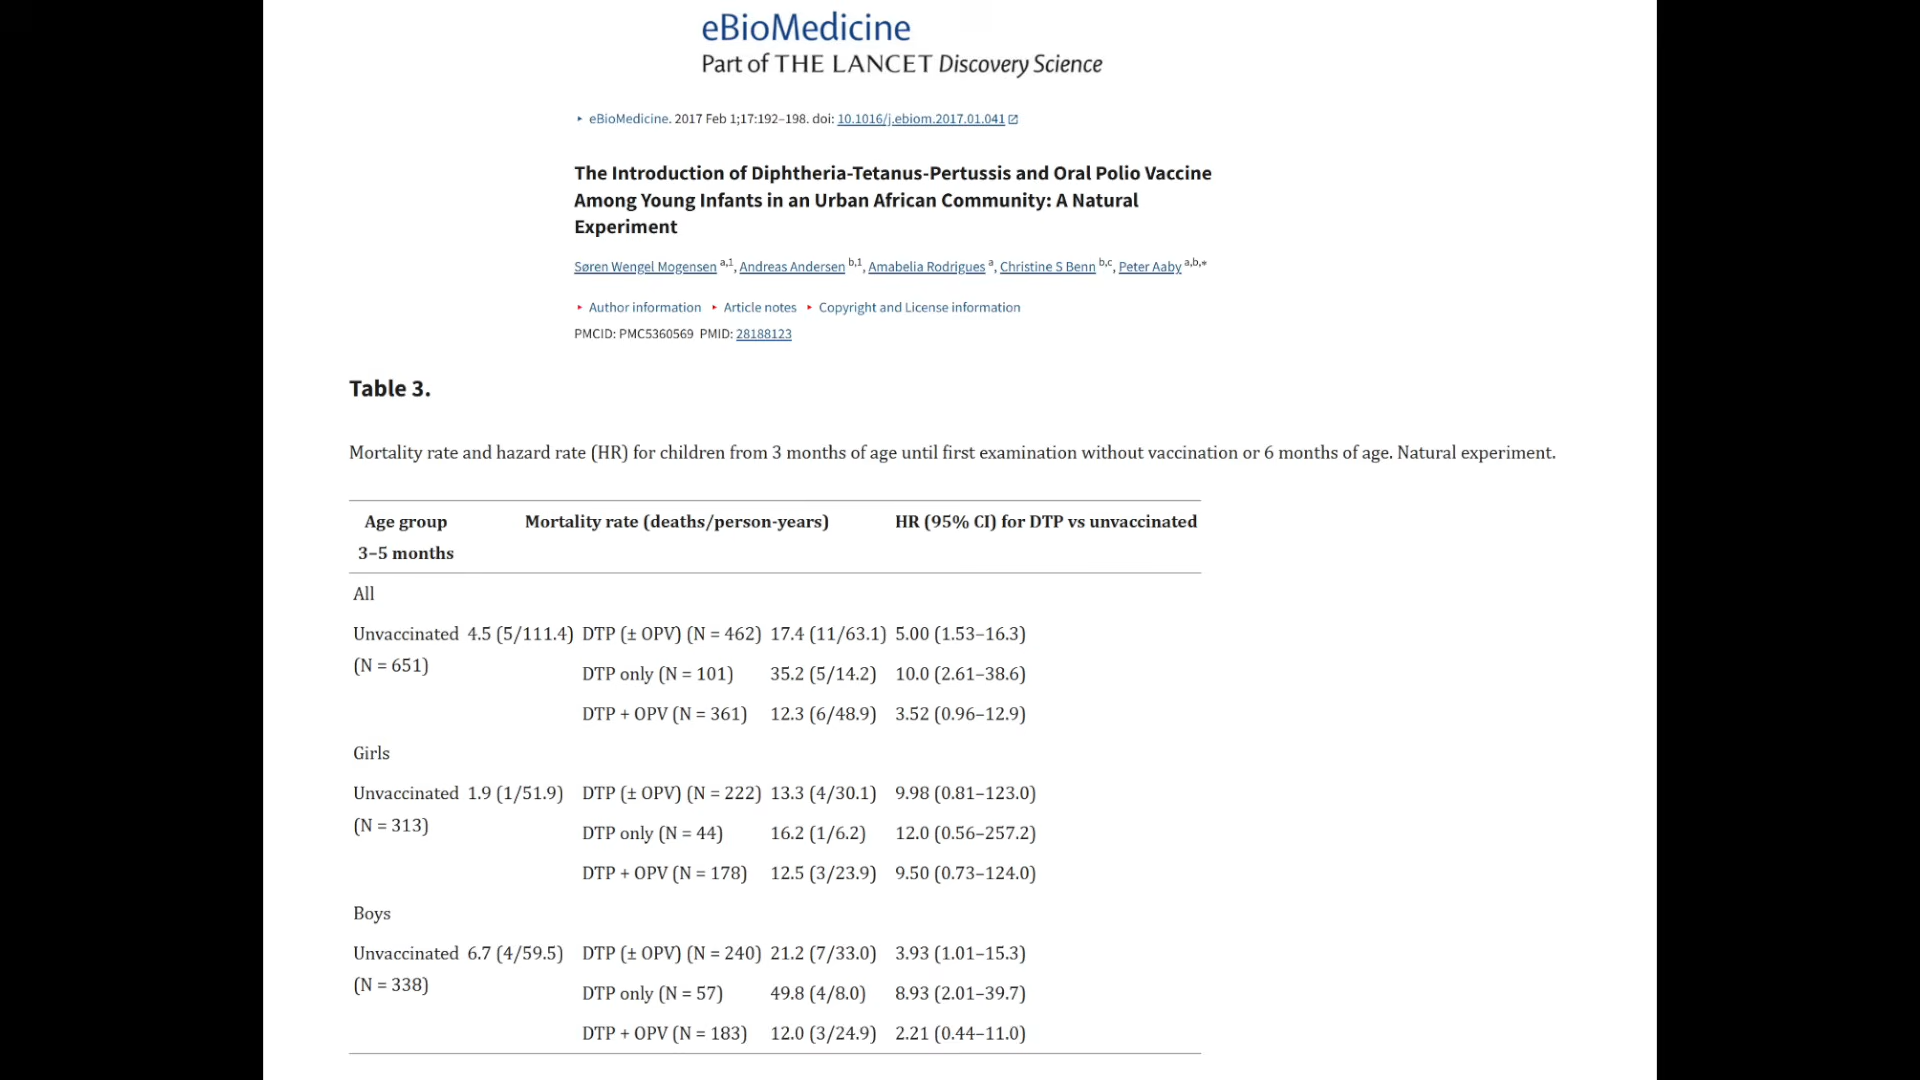 eBioMedicine
Part of THE LANCET Discovery Science
‣ eBioMedicine. 2017 Feb 1;17:192–198. doi: 10.1016/j.ebiom.2017.01.041
The Introduction of Diphtheria-Tetanus-Pertussis and Oral Polio Vaccine
Among Young Infants in an Urban African Community: A Natural
Experiment
Søren Wengel Mogensen a,1, Andreas Andersen b,1, Amabelia Rodrigues a, Christine S Benn b,c, Peter Aaby a,b,*
‣ Author information ‣ Article notes ‣ Copyright and License information
PMCID: PMC5360569 PMID: 28188123
Table 3.
Mortality rate and hazard rate (HR) for children from 3 months of age until first examination without vaccination or 6 months of age. Natural experiment.
Age group Mortality rate (deaths/person-years) HR (95% CI) for DTP vs unvaccinated
3–5 months
All
Unvaccinated 4.5 (5/111.4) DTP (± OPV) (N = 462) 17.4 (11/63.1) 5.00 (1.53–16.3)
(N = 651)
DTP only (N = 101) 35.2 (5/14.2) 10.0 (2.61–38.6)
DTP + OPV (N = 361) 12.3 (6/48.9) 3.52 (0.96–12.9)
Girls
Unvaccinated 1.9 (1/51.9) DTP (± OPV) (N = 222) 13.3 (4/30.1) 9.98 (0.81–123.0)
(N = 313)
DTP only (N = 44) 16.2 (1/6.2) 12.0 (0.56–257.2)
DTP + OPV (N = 178) 12.5 (3/23.9) 9.50 (0.73–124.0)
Boys
Unvaccinated 6.7 (4/59.5) DTP (± OPV) (N = 240) 21.2 (7/33.0) 3.93 (1.01–15.3)
(N = 338)
DTP only (N = 57) 49.8 (4/8.0) 8.93 (2.01–39.7)
DTP + OPV (N = 183) 12.0 (3/24.9) 2.21 (0.44–11.0)